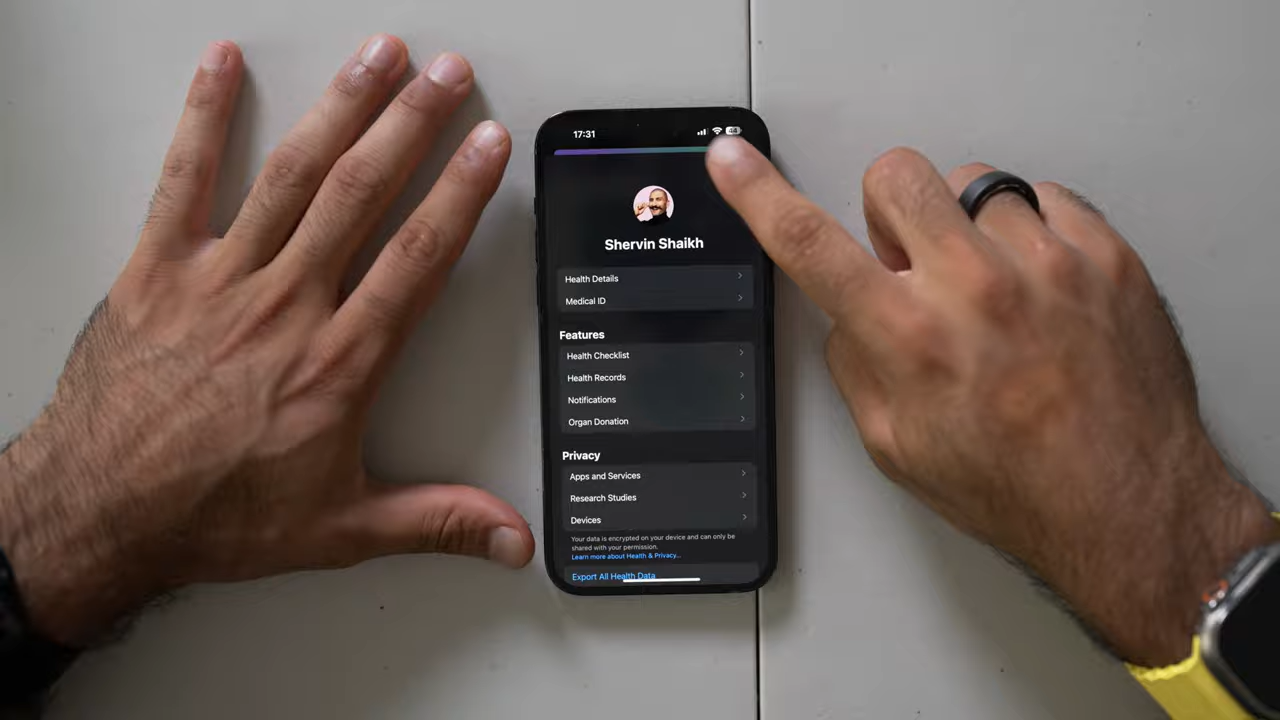 17:31
44
Shervin Shaikh
Health Details
Medical ID
Features
Health Checklist
Health Records
Notifications
Organ Donation
Privacy
Apps and Services
Research Studies
Devices
Your data is encrypted on your device and can only be
shared with your permission.
Learn more about Health & Privacy...
Export All Health Data